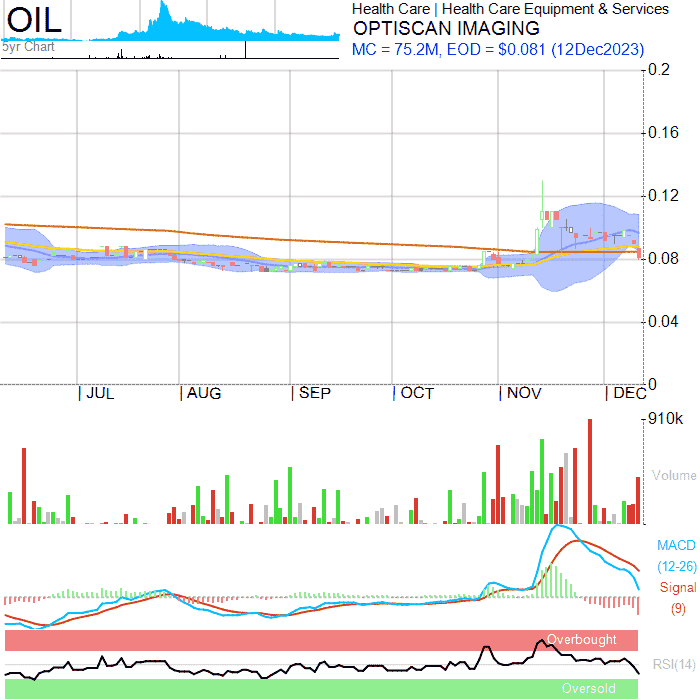 OIL
5yr Chart
Health Care | Health Care Equipment & Services
OPTISCAN IMAGING
MC = 75.2M, EOD = $0.081 (12Dec2023)
0.2
0.16
0.12
0.08
0.04
0
JUL
AUG
SEP
OCT
NOV
DEC
910k
Volume
MACD
(12-26)
Signal
(9)
Overbought
RSI(14)
Oversold